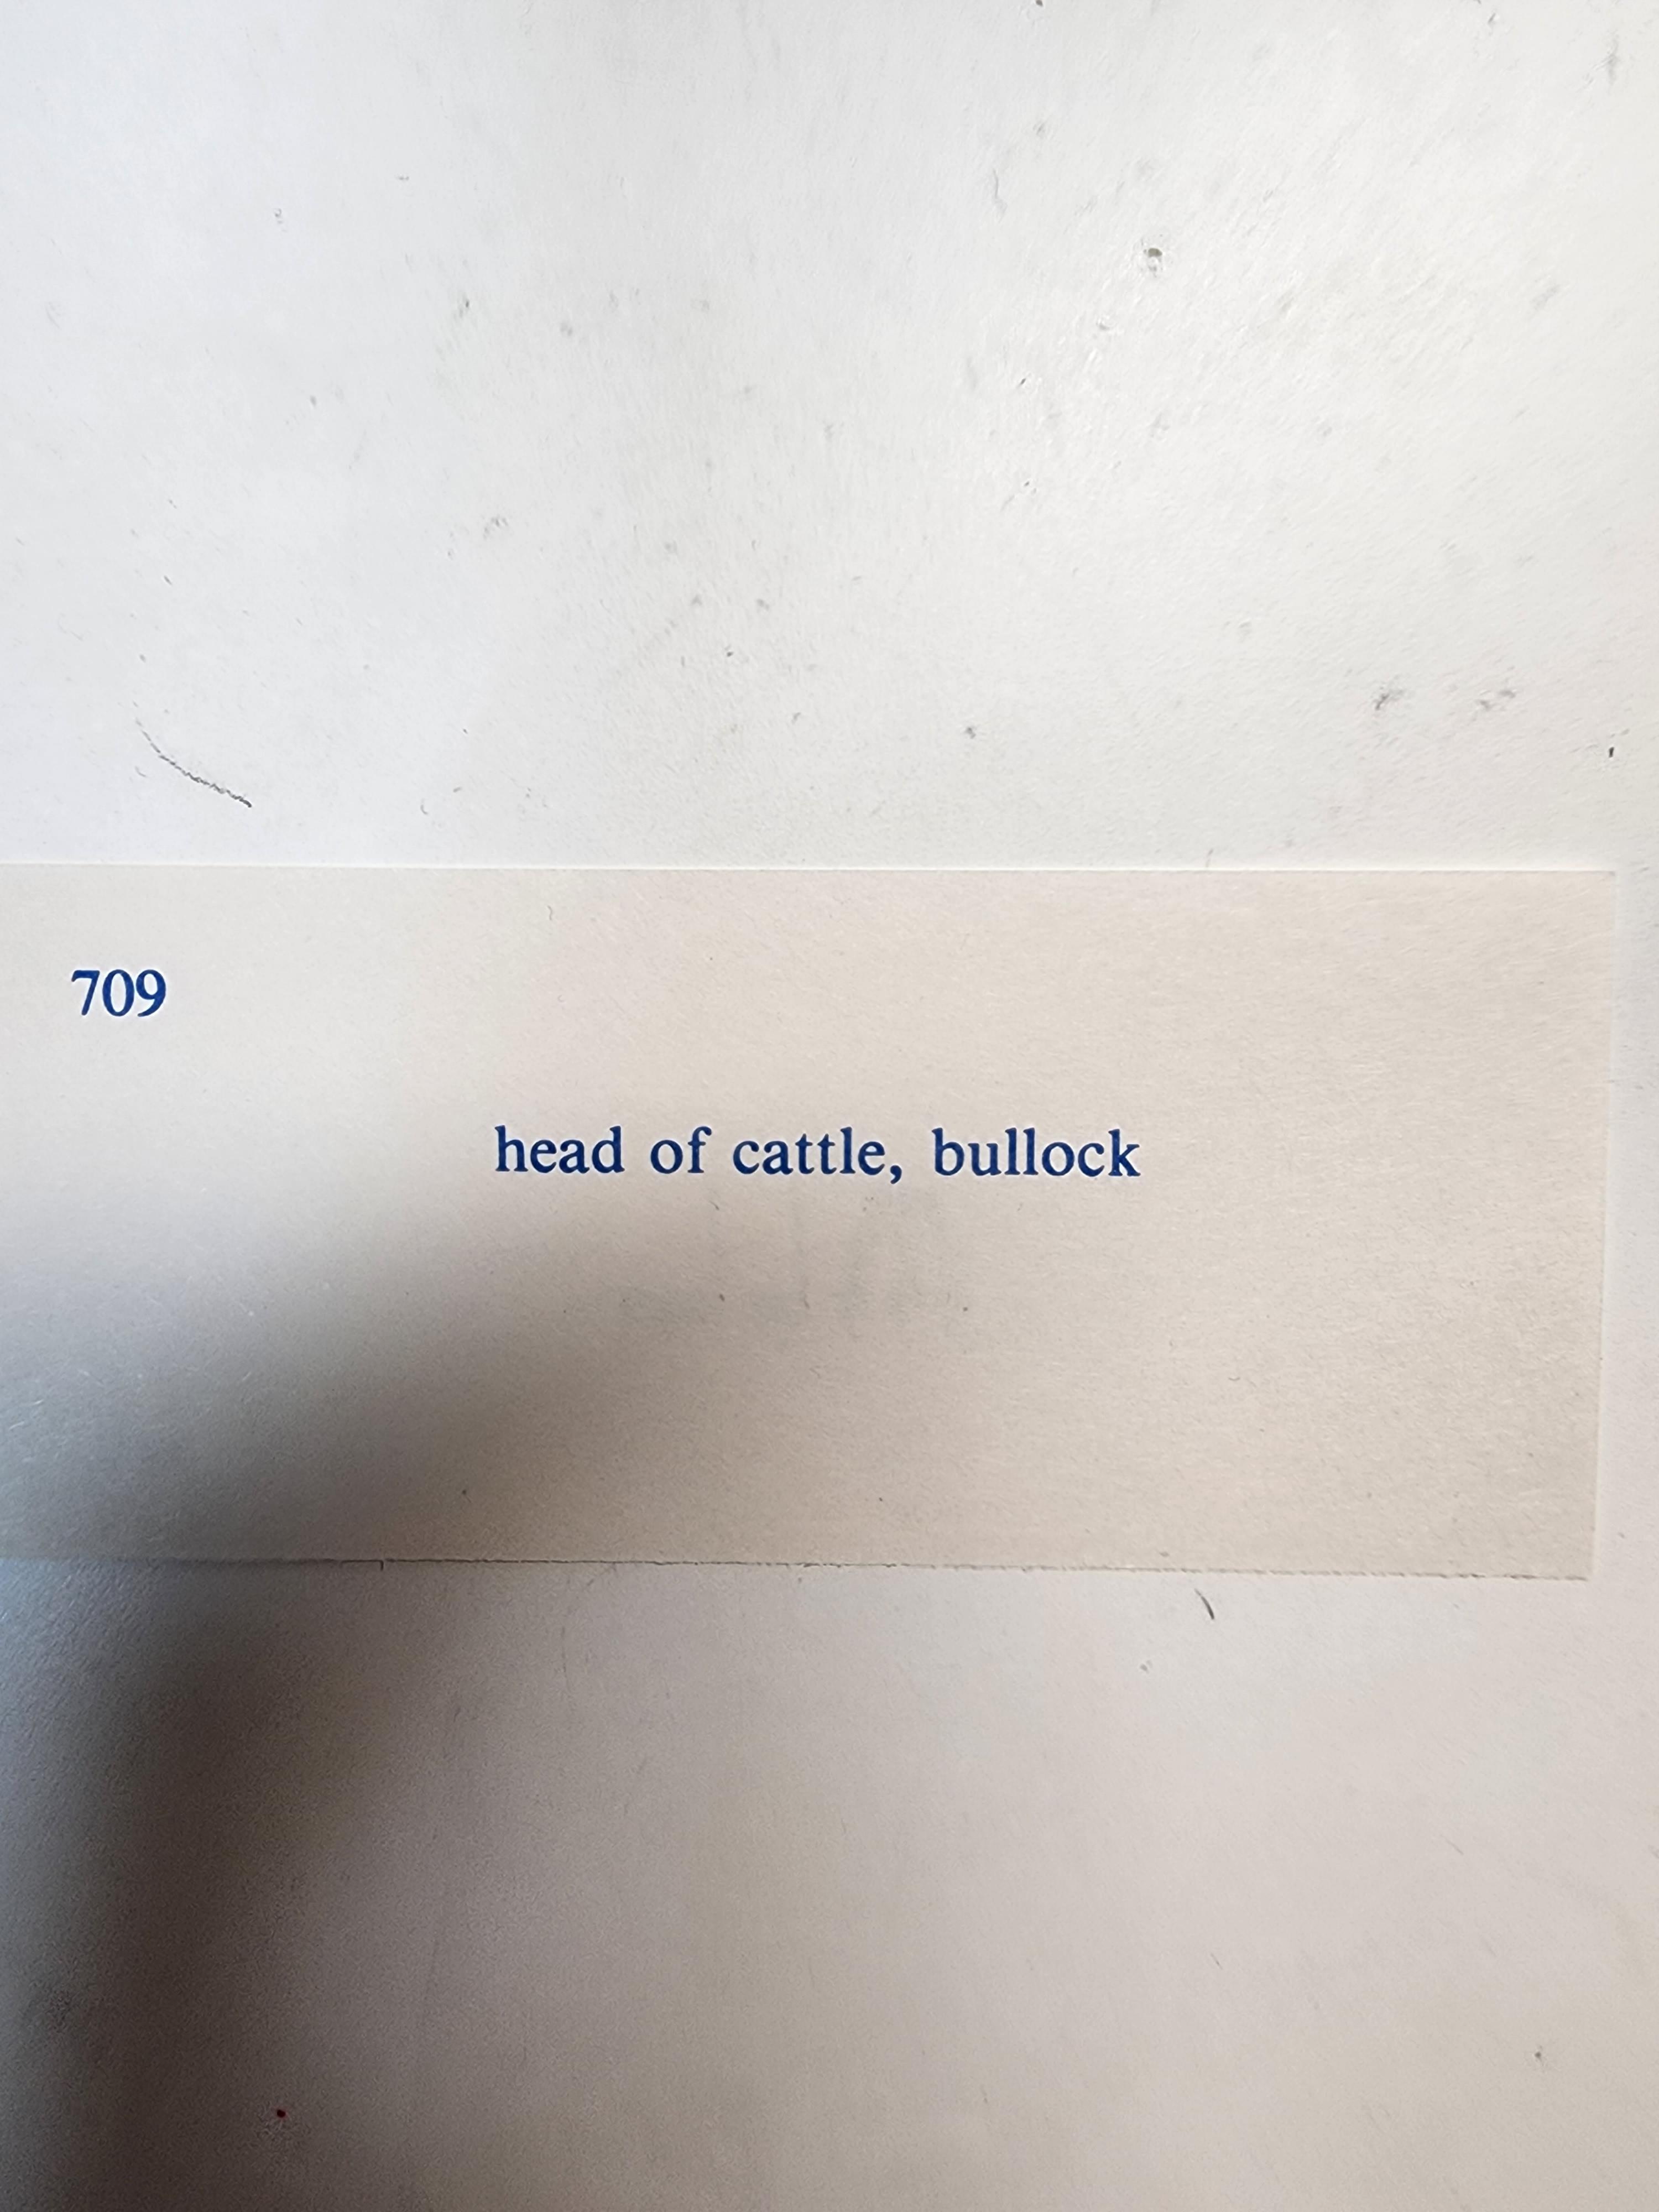 709
head of cattle, bullock